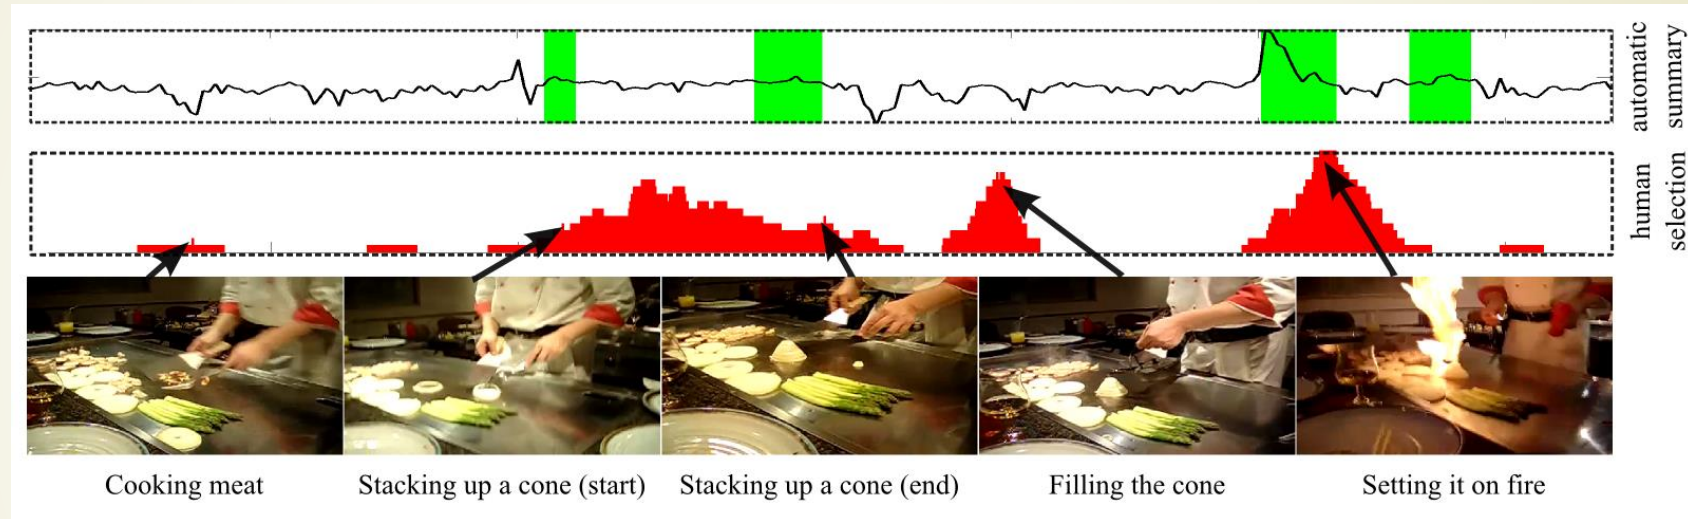 automatic
summary
human
selection
Cooking meat
Stacking up a cone (start)
Stacking up a cone (end)
Filling the cone
Setting it on fire